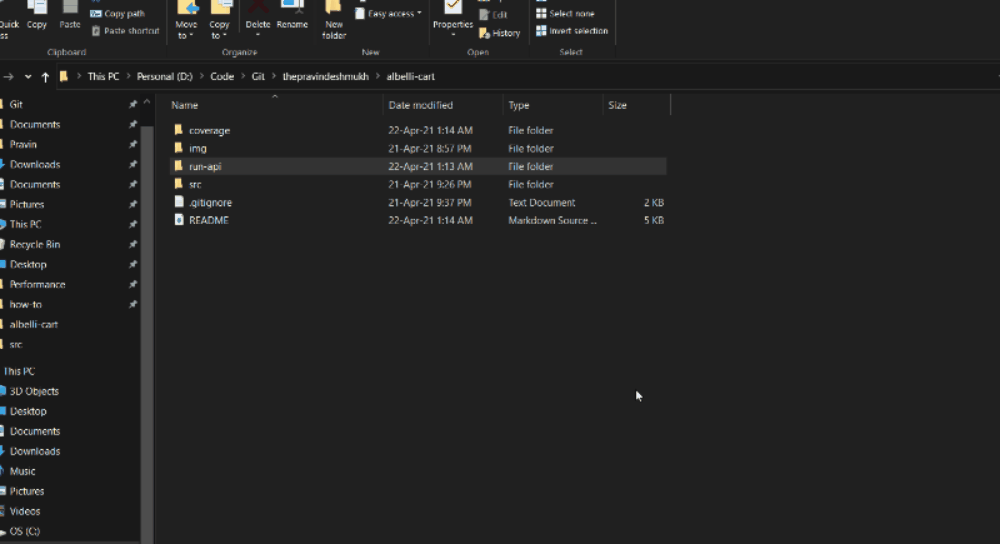 Copy path
Edit
Select none
Quick Copy Paste Move Copy Delete Rename New Easy access Properties
ss Paste shortcut to to folder History Invert selection
Clipboard Organize New Open Select
This PC Personal (D:) Code Git thepravindeshmukh albelli-cart
Name Date modified Type Size
coverage 22-Apr-21 1:14 AM File folder
img 21-Apr-21 8:57 PM File folder
run-api 22-Apr-21 1:13 AM File folder
src 21-Apr-21 9:26 PM File folder
.gitignore 21-Apr-21 9:37 PM Text Document 2 KB
README 22-Apr-21 1:14 AM Markdown Source ... 5 KB
Git
Documents
Pravin
Downloads
Documents
Pictures
This PC
Recycle Bin
Desktop
Performance
how-to
albelli-cart
src
This PC
3D Objects
Desktop
Documents
Downloads
Music
Pictures
Videos
OS (C:)